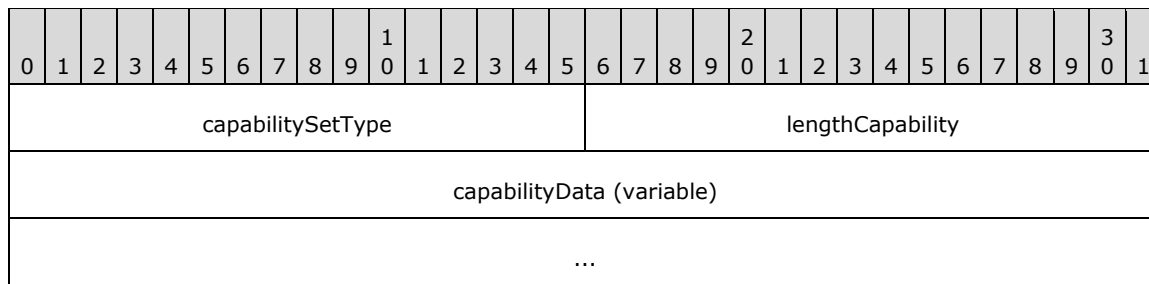 1 2 3
0 1 2 3 4 5 6 7 8 9 0 1 2 3 4 5 6 7 8 9 0 1 2 3 4 5 6 7 8 9 0 1
capabilitySetType lengthCapability
capabilityData (variable)
...